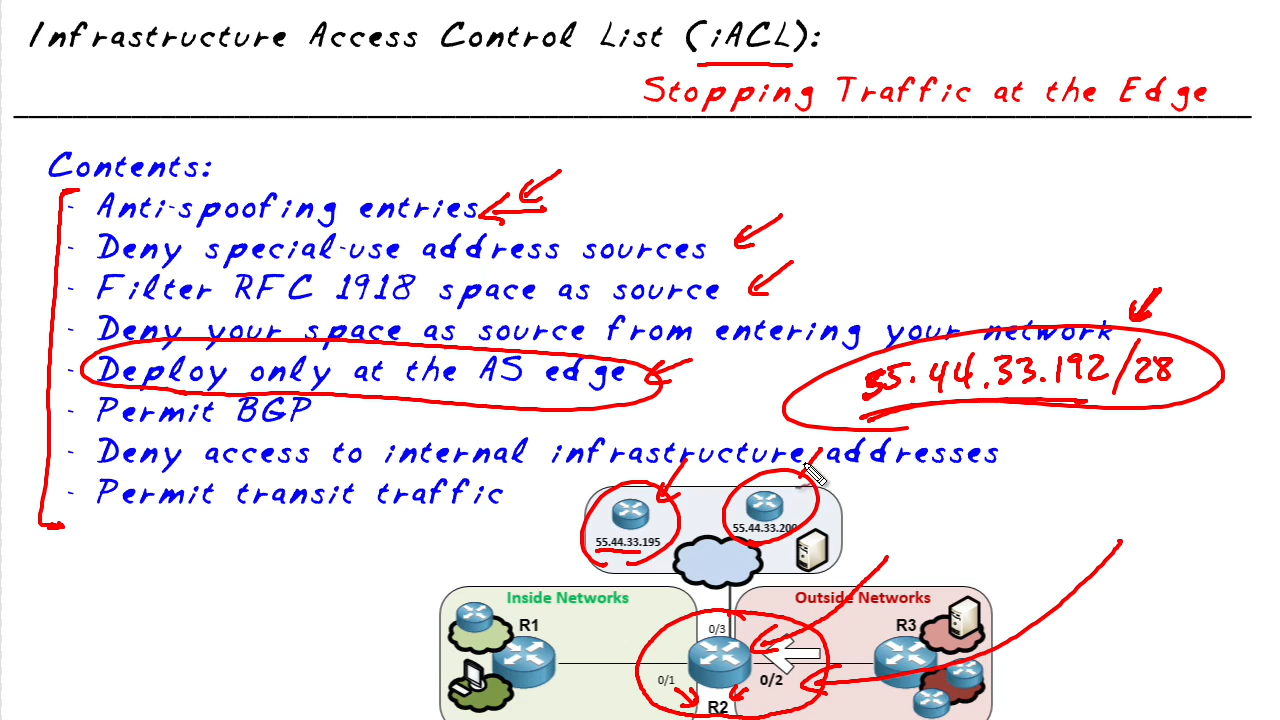 Infrastructure Access Control List (iACL):
Stopping Traffic at the Edge
Contents:
- Anti-spoofing entries
- Deny special-use address sources
- Filter RFC 1918 space as source
- Deny your space as source from entering your network
- Deploy only at the AS edge
55.44.33.192/28
- Permit BGP
- Deny access to internal infrastructure addresses
- Permit transit traffic
55.44.33.195
55.44.33.200
Inside Networks
Outside Networks
R1
0/3
R3
0/1
0/2
R2